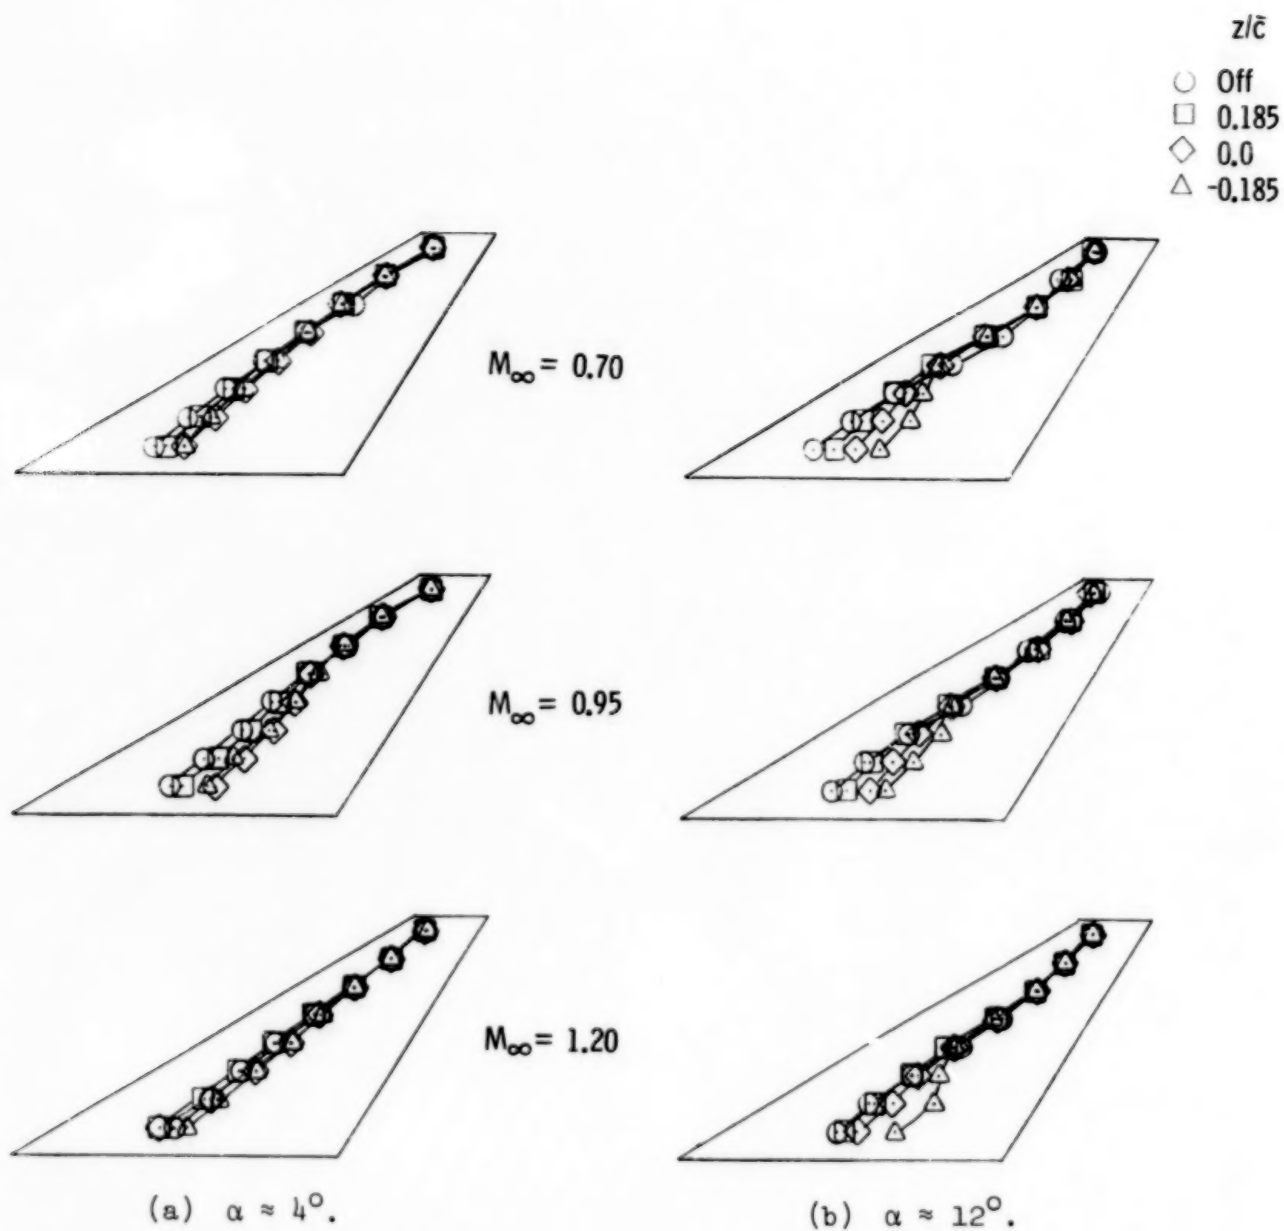 z/c̄
Off
0.185
0.0
-0.185
M∞ = 0.70
M∞ = 0.95
M∞ = 1.20
(a) α ≈ 4°.
(b) α ≈ 12°.